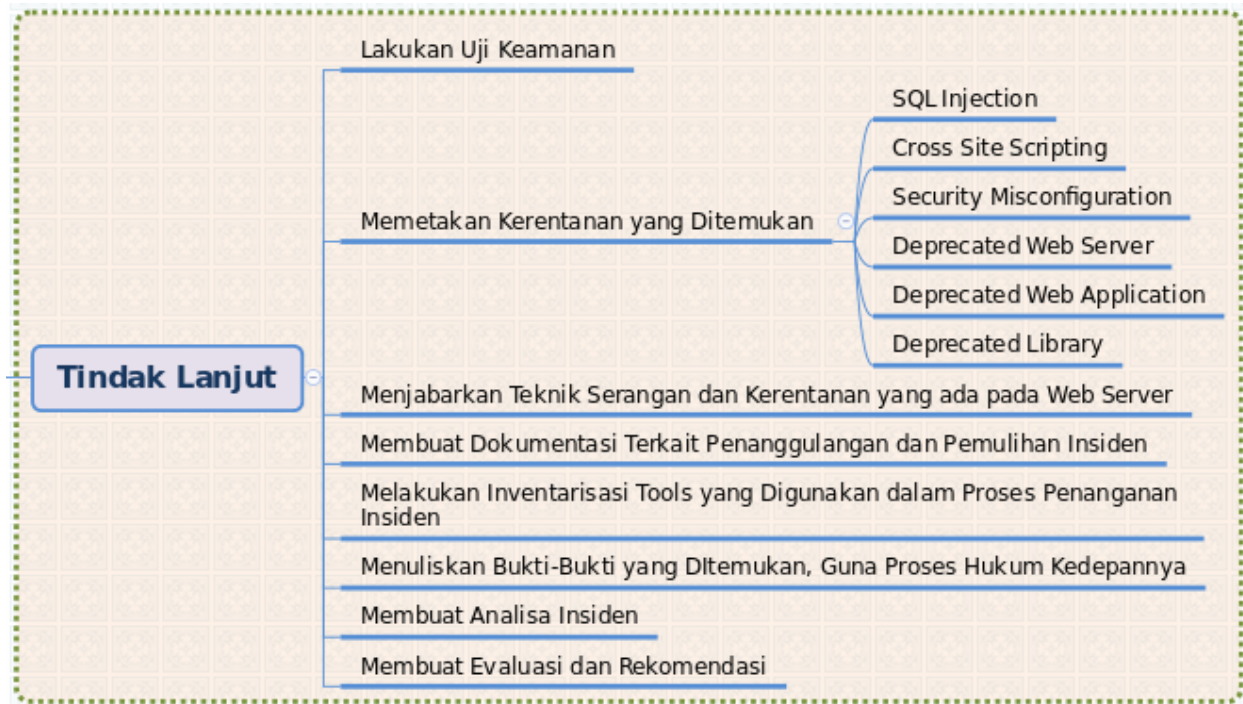 Lakukan Uji Keamanan
SQL Injection
Cross Site Scripting
Security Misconfiguration
Memetakan Kerentanan yang Ditemukan
Deprecated Web Server
Deprecated Web Application
Deprecated Library
Tindak Lanjut
Menjabarkan Teknik Serangan dan Kerentanan yang ada pada Web Server
Membuat Dokumentasi Terkait Penanggulangan dan Pemulihan Insiden
Melakukan Inventarisasi Tools yang Digunakan dalam Proses Penanganan
Insiden
Menuliskan Bukti-Bukti yang DItemukan, Guna Proses Hukum Kedepannya
Membuat Analisa Insiden
Membuat Evaluasi dan Rekomendasi